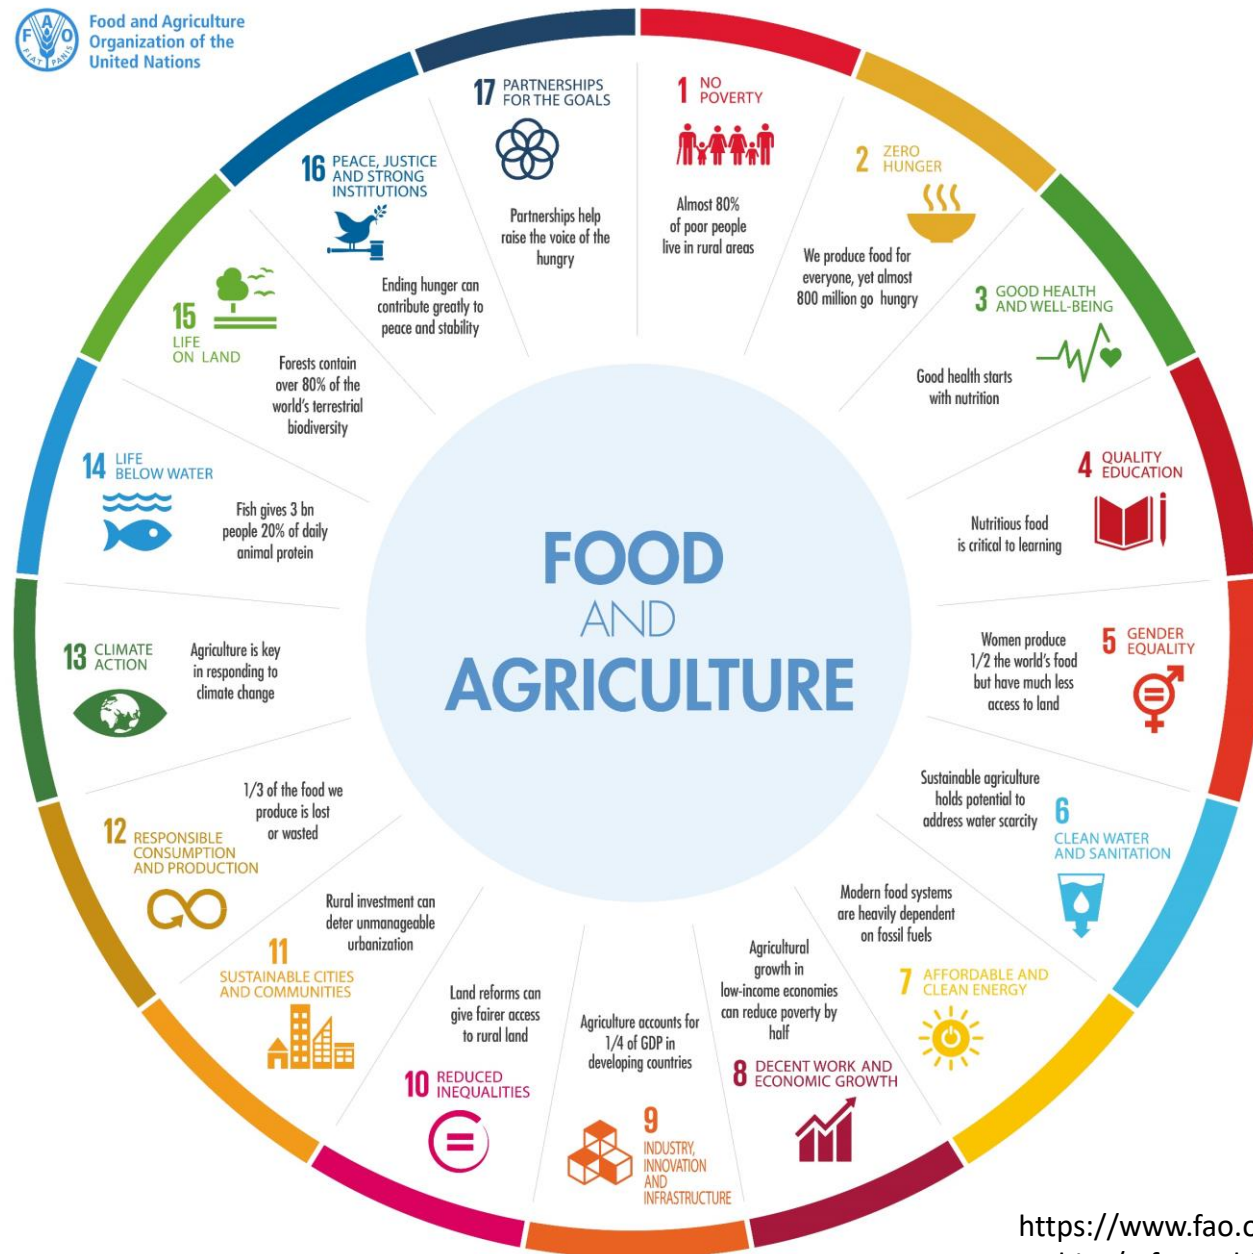 Food and Agriculture
Organization of the
United Nations
FAO
FIAT PANIS
1 NO
POVERTY
Almost 80%
of poor people
live in rural areas
2 ZERO
HUNGER
We produce food for
everyone, yet almost
800 million go hungry
3 GOOD HEALTH
AND WELL-BEING
Good health starts
with nutrition
4 QUALITY
EDUCATION
Nutritious food
is critical to learning
5 GENDER
EQUALITY
Women produce
1/2 the world's food
but have much less
access to land
6
CLEAN WATER
AND SANITATION
Sustainable agriculture
holds potential to
address water scarcity
7 AFFORDABLE AND
CLEAN ENERGY
Modern food systems
are heavily dependent
on fossil fuels
Agricultural
growth in
low-income economies
can reduce poverty by
half
8 DECENT WORK AND
ECONOMIC GROWTH
Agriculture accounts for
1/4 of GDP in
developing countries
9
INDUSTRY,
INNOVATION
AND
INFRASTRUCTURE
Land reforms can
give fairer access
to rural land
10 REDUCED
INEQUALITIES
Rural investment can
deter unmanageable
urbanization
11
SUSTAINABLE CITIES
AND COMMUNITIES
1/3 of the food we
produce is lost
or wasted
12 RESPONSIBLE
CONSUMPTION
AND PRODUCTION
13 CLIMATE
ACTION
Agriculture is key
in responding to
climate change
14 LIFE
BELOW WATER
Fish gives 3 bn
people 20% of daily
animal protein
15
LIFE
ON LAND
Forests contain
over 80% of the
world's terrestrial
biodiversity
16 PEACE, JUSTICE
AND STRONG
INSTITUTIONS
Ending hunger can
contribute greatly to
peace and stability
17 PARTNERSHIPS
FOR THE GOALS
Partnerships help
raise the voice of the
hungry
FOOD
AND
AGRICULTURE
https://www.fao.o